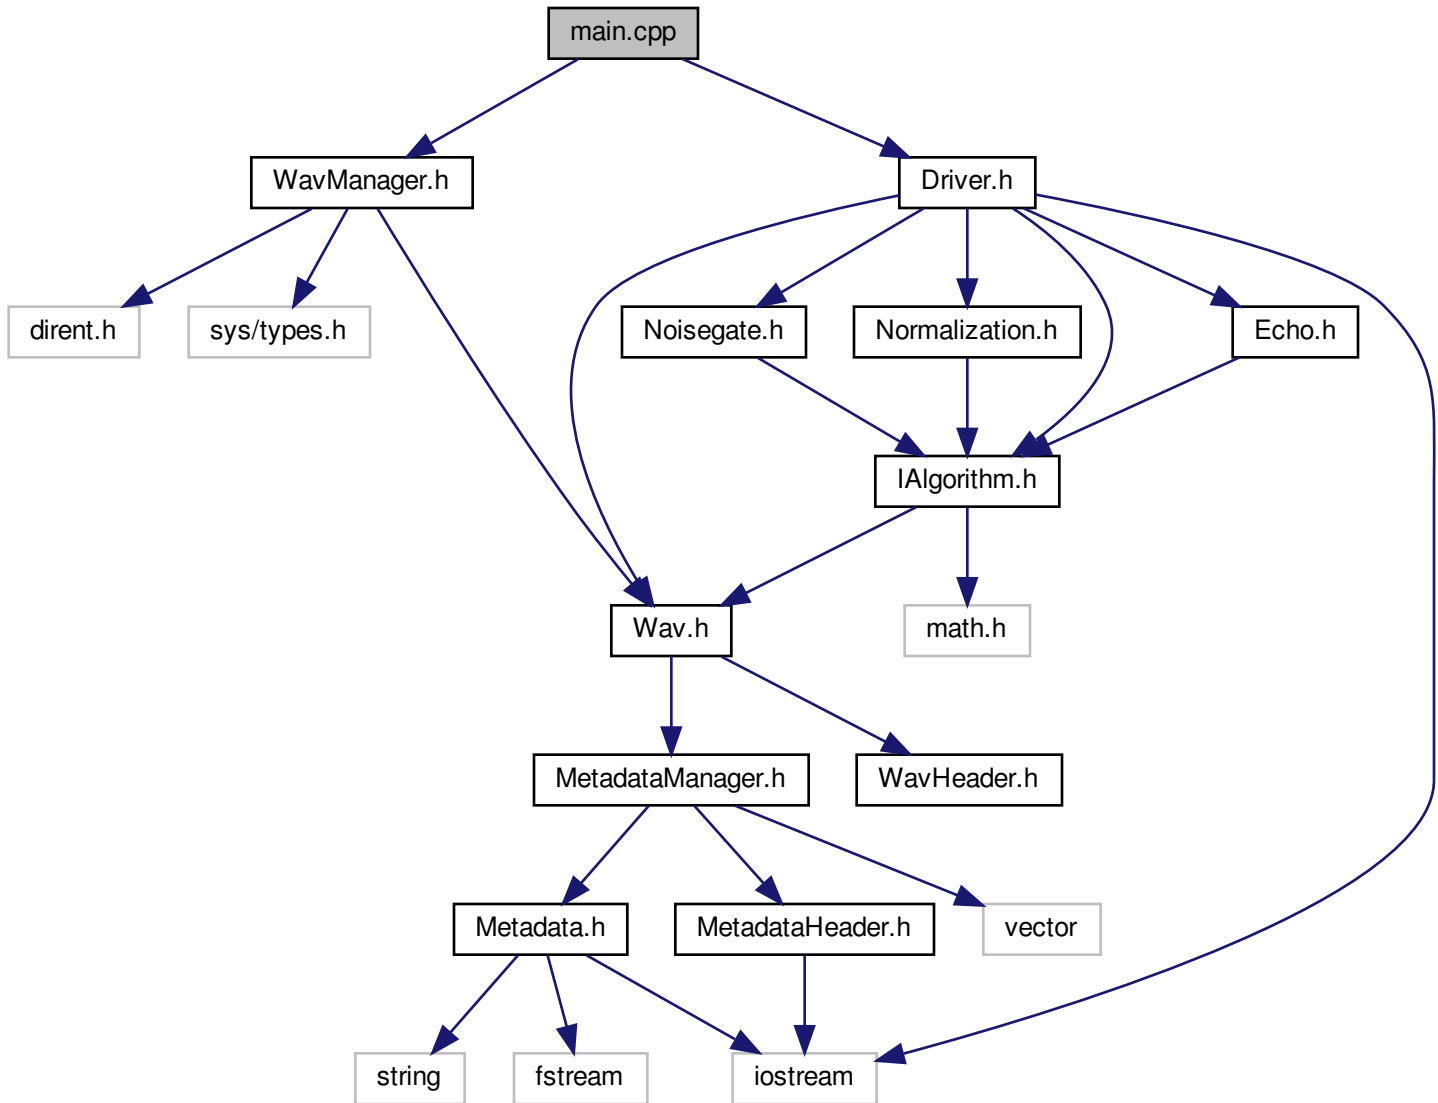 main.cpp
WavManager.h
Driver.h
dirent.h
sys/types.h
Noisegate.h
Normalization.h
Echo.h
IAlgorithm.h
Wav.h
math.h
MetadataManager.h
WavHeader.h
Metadata.h
MetadataHeader.h
vector
string
fstream
iostream